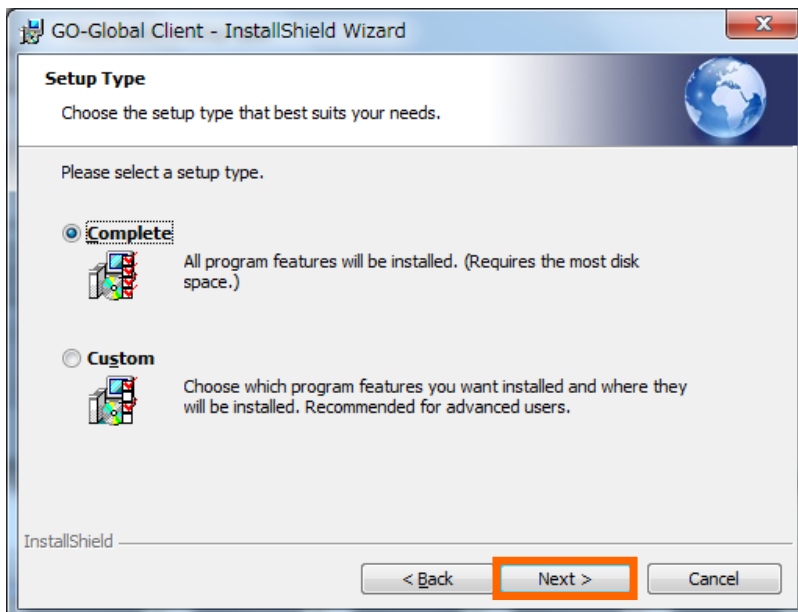 GO-Global Client - InstallShield Wizard
Setup Type
Choose the setup type that best suits your needs.
Please select a setup type.
Complete
All program features will be installed. (Requires the most disk
space.)
Custom
Choose which program features you want installed and where they
will be installed. Recommended for advanced users.
InstallShield
< Back Next > Cancel